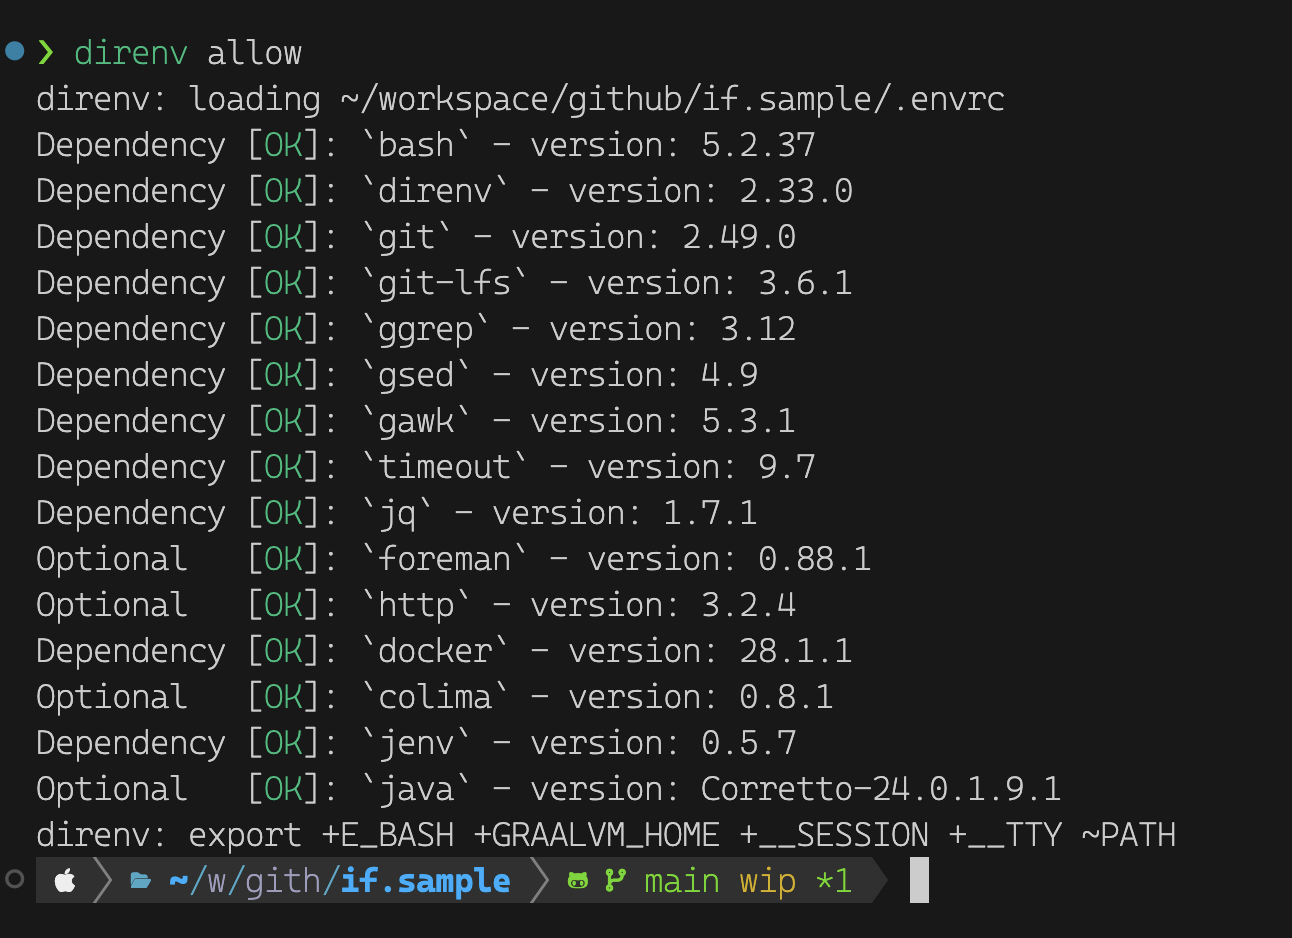 ❯ direnv allow
direnv: loading ~/workspace/github/if.sample/.envrc
Dependency [OK]: `bash` - version: 5.2.37
Dependency [OK]: `direnv` - version: 2.33.0
Dependency [OK]: `git` - version: 2.49.0
Dependency [OK]: `git-lfs` - version: 3.6.1
Dependency [OK]: `ggrep` - version: 3.12
Dependency [OK]: `gsed` - version: 4.9
Dependency [OK]: `gawk` - version: 5.3.1
Dependency [OK]: `timeout` - version: 9.7
Dependency [OK]: `jq` - version: 1.7.1
Optional   [OK]: `foreman` - version: 0.88.1
Optional   [OK]: `http` - version: 3.2.4
Dependency [OK]: `docker` - version: 28.1.1
Optional   [OK]: `colima` - version: 0.8.1
Dependency [OK]: `jenv` - version: 0.5.7
Optional   [OK]: `java` - version: Corretto-24.0.1.9.1
direnv: export +E_BASH +GRAALVM_HOME +__SESSION +__TTY ~PATH
~/w/gith/if.sample main wip *1